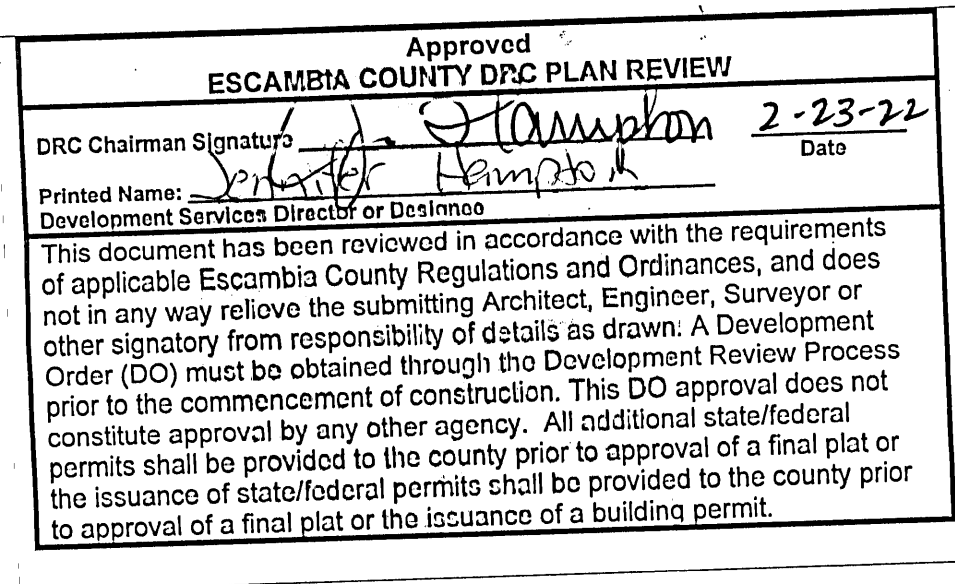 Approved
ESCAMBIA COUNTY DRC PLAN REVIEW
DRC Chairman Signature J. Hampton 2-23-22
Date
Printed Name: Jennifer Hampton
Development Services Director or Designee
This document has been reviewed in accordance with the requirements
of applicable Escambia County Regulations and Ordinances, and does
not in any way relieve the submitting Architect, Engineer, Surveyor or
other signatory from responsibility of details as drawn. A Development
Order (DO) must be obtained through the Development Review Process
prior to the commencement of construction. This DO approval does not
constitute approval by any other agency. All additional state/federal
permits shall be provided to the county prior to approval of a final plat or
the issuance of state/federal permits shall be provided to the county prior
to approval of a final plat or the issuance of a building permit.